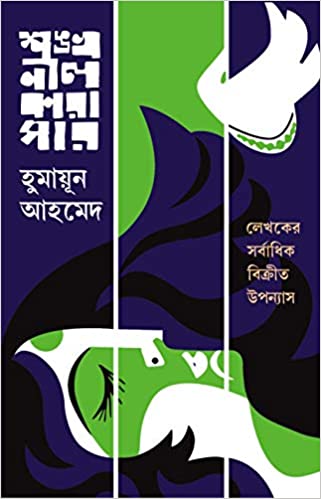 শঙ্খ
নীল
কারা
গার
হুমায়ূন
আহমেদ
লেখকের
সর্বাধিক
বিক্রীত
উপন্যাস